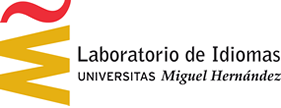 Laboratorio de Idiomas
UNIVERSITAS Miguel Hernández